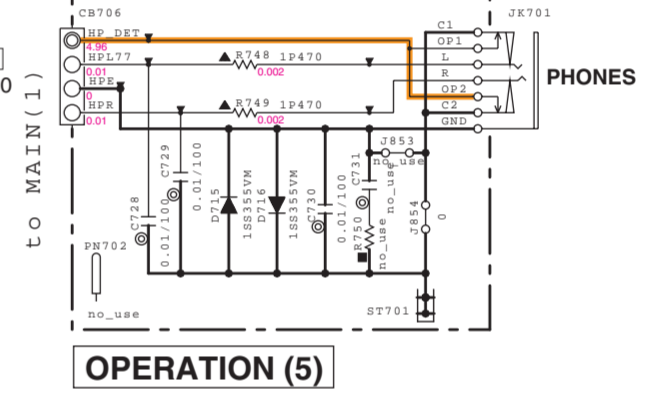 CB706
JK701
HP_DET
4.96
HPL77
0.01
HPE
0
HPR
0.01
R748 1P470
0.002
R749 1P470
0.002
C1
OP1
L
R
OP2
C2
GND
PHONES
0
to MAIN(1)
C728
0.01/100
C729
0.01/100
D715
1SS355VM
D716
1SS355VM
C730
0.01/100
C731
no_use
R750
no_use
J853
no_use
J854
0
PN702
no_use
ST701
OPERATION (5)